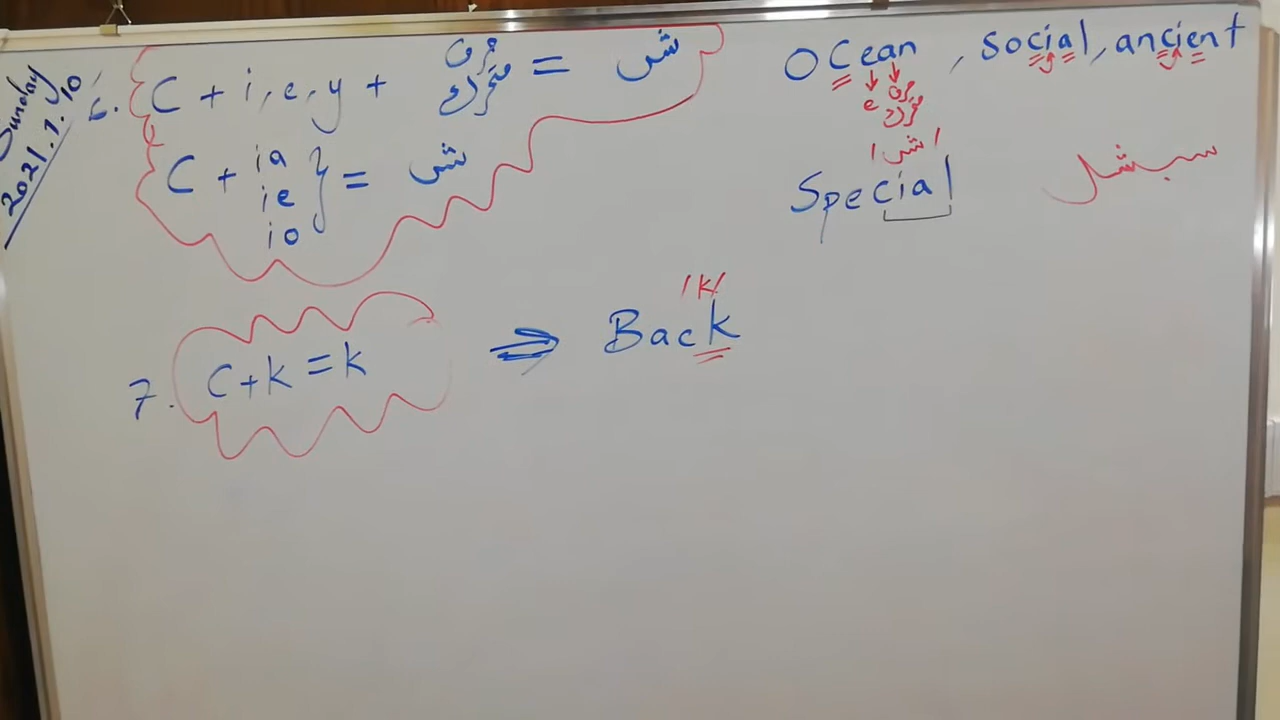 Sunday
2021.1.10
6. C + i, e, y + حرف متحرك = ش
Ocean, social, ancient
e حرف متحرك
C + ia ie io } = ش
/ش/
Special سبشل
7. C + k = k ⇒ Back
/k/